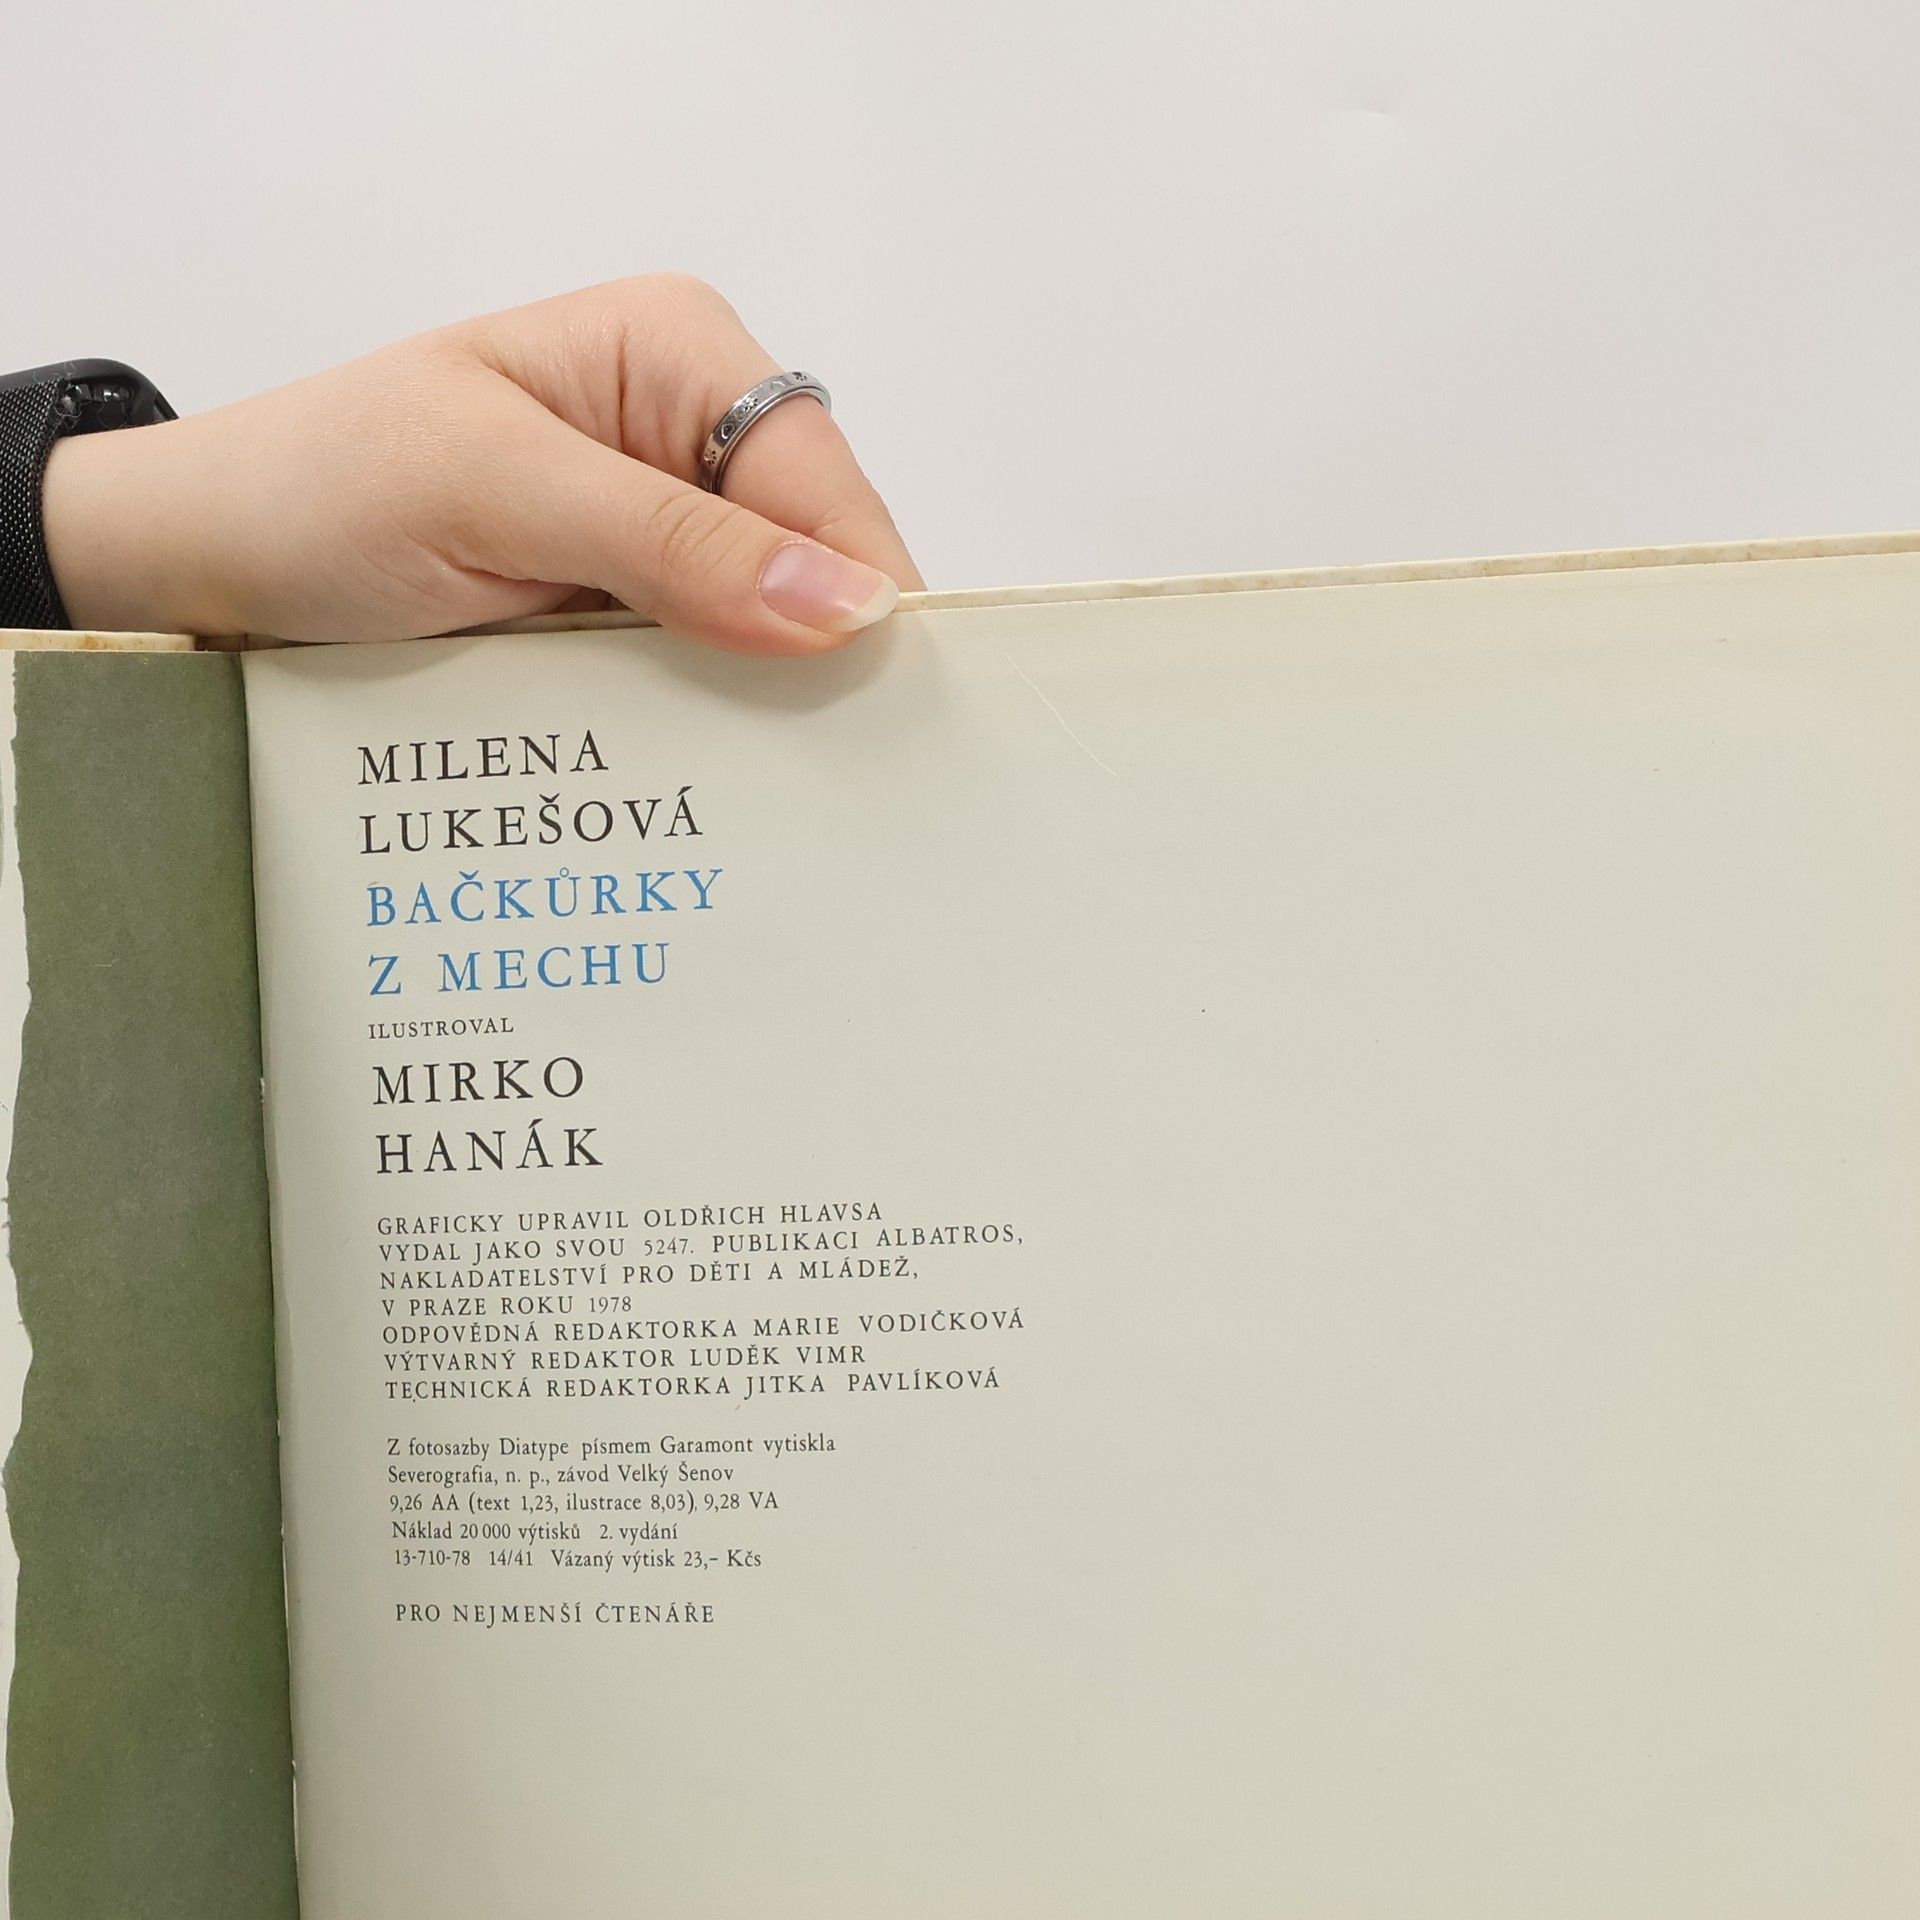 MILENA
LUKEŠOVÁ
BAČKŮRKY
Z MECHU
ILUSTROVAL
MIRKO
HANÁK
GRAFICKY UPRAVIL OLDŘICH HLAVSA
VYDAL JAKO SVOU 5247. PUBLIKACI ALBATROS,
NAKLADATELSTVÍ PRO DĚTI A MLÁDEŽ,
V PRAZE ROKU 1978
ODPOVĚDNÁ REDAKTORKA MARIE VODIČKOVÁ
VÝTVARNÝ REDAKTOR LUDĚK VIMR
TECHNICKÁ REDAKTORKA JITKA PAVLÍKOVÁ
Z fotosazby Diatype písmem Garamont vytiskla
Severografia, n. p., závod Velký Šenov
9,26 AA (text 1,23, ilustrace 8,03), 9,28 VA
Náklad 20 000 výtisků 2. vydání
13-710-78 14/41 Vázaný výtisk 23,– Kčs
PRO NEJMENŠÍ ČTENÁŘE